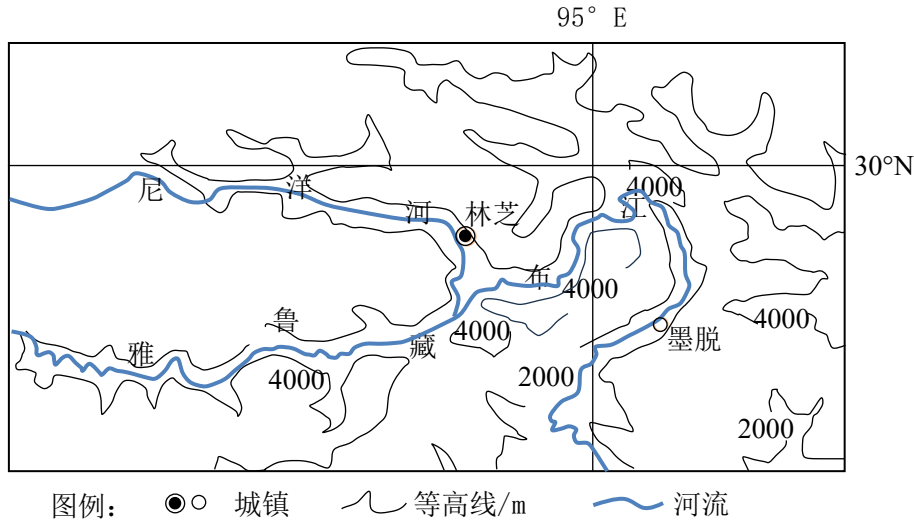 95° E
30°N
尼 洋 河 林芝
4000
江
布
4000
鲁
4000
藏
4000
墨脱
雅
4000
2000
2000
图例： 城镇 等高线/m 河流